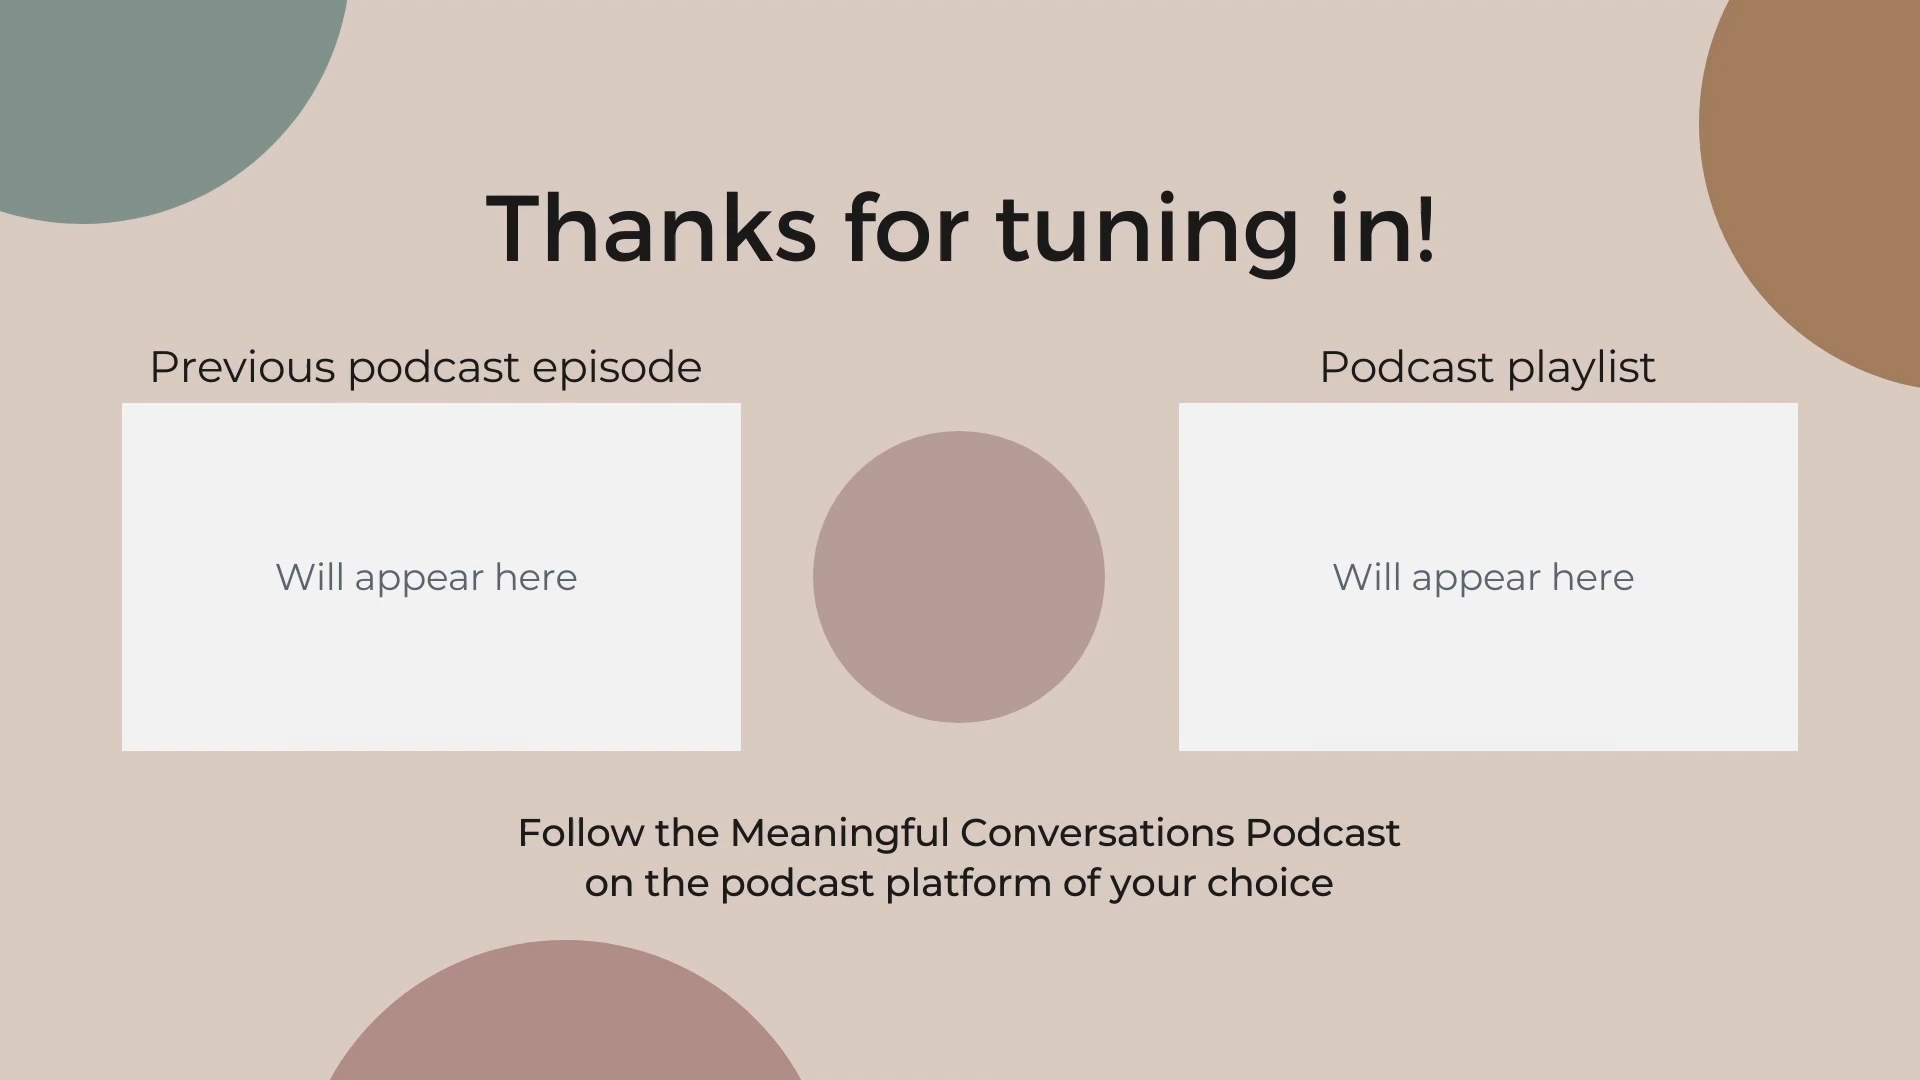 Thanks for tuning in!
Previous podcast episode
Podcast playlist
Will appear here
Will appear here
Follow the Meaningful Conversations Podcast
on the podcast platform of your choice